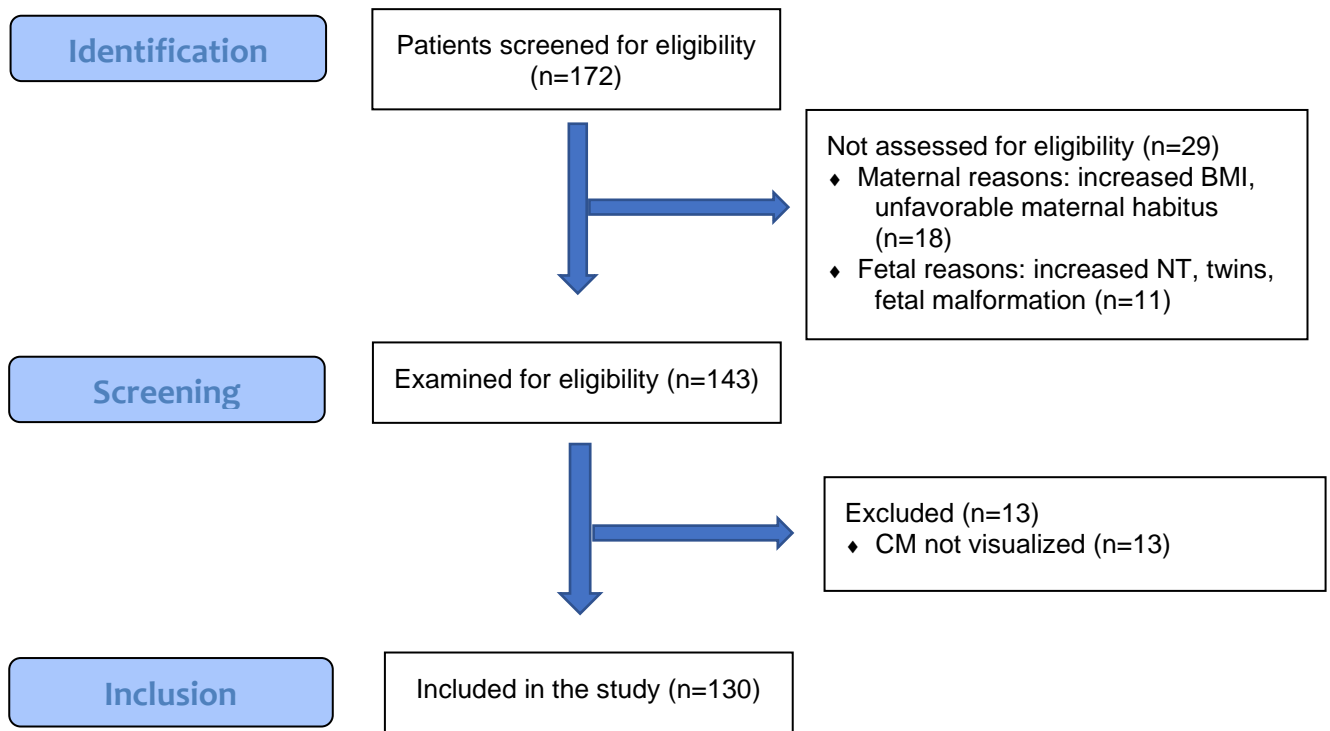 Identification
Patients screened for eligibility
(n=172)
Not assessed for eligibility (n=29)
♦ Maternal reasons: increased BMI,
unfavorable maternal habitus
(n=18)
♦ Fetal reasons: increased NT, twins,
fetal malformation (n=11)
Screening
Examined for eligibility (n=143)
Excluded (n=13)
♦ CM not visualized (n=13)
Inclusion
Included in the study (n=130)